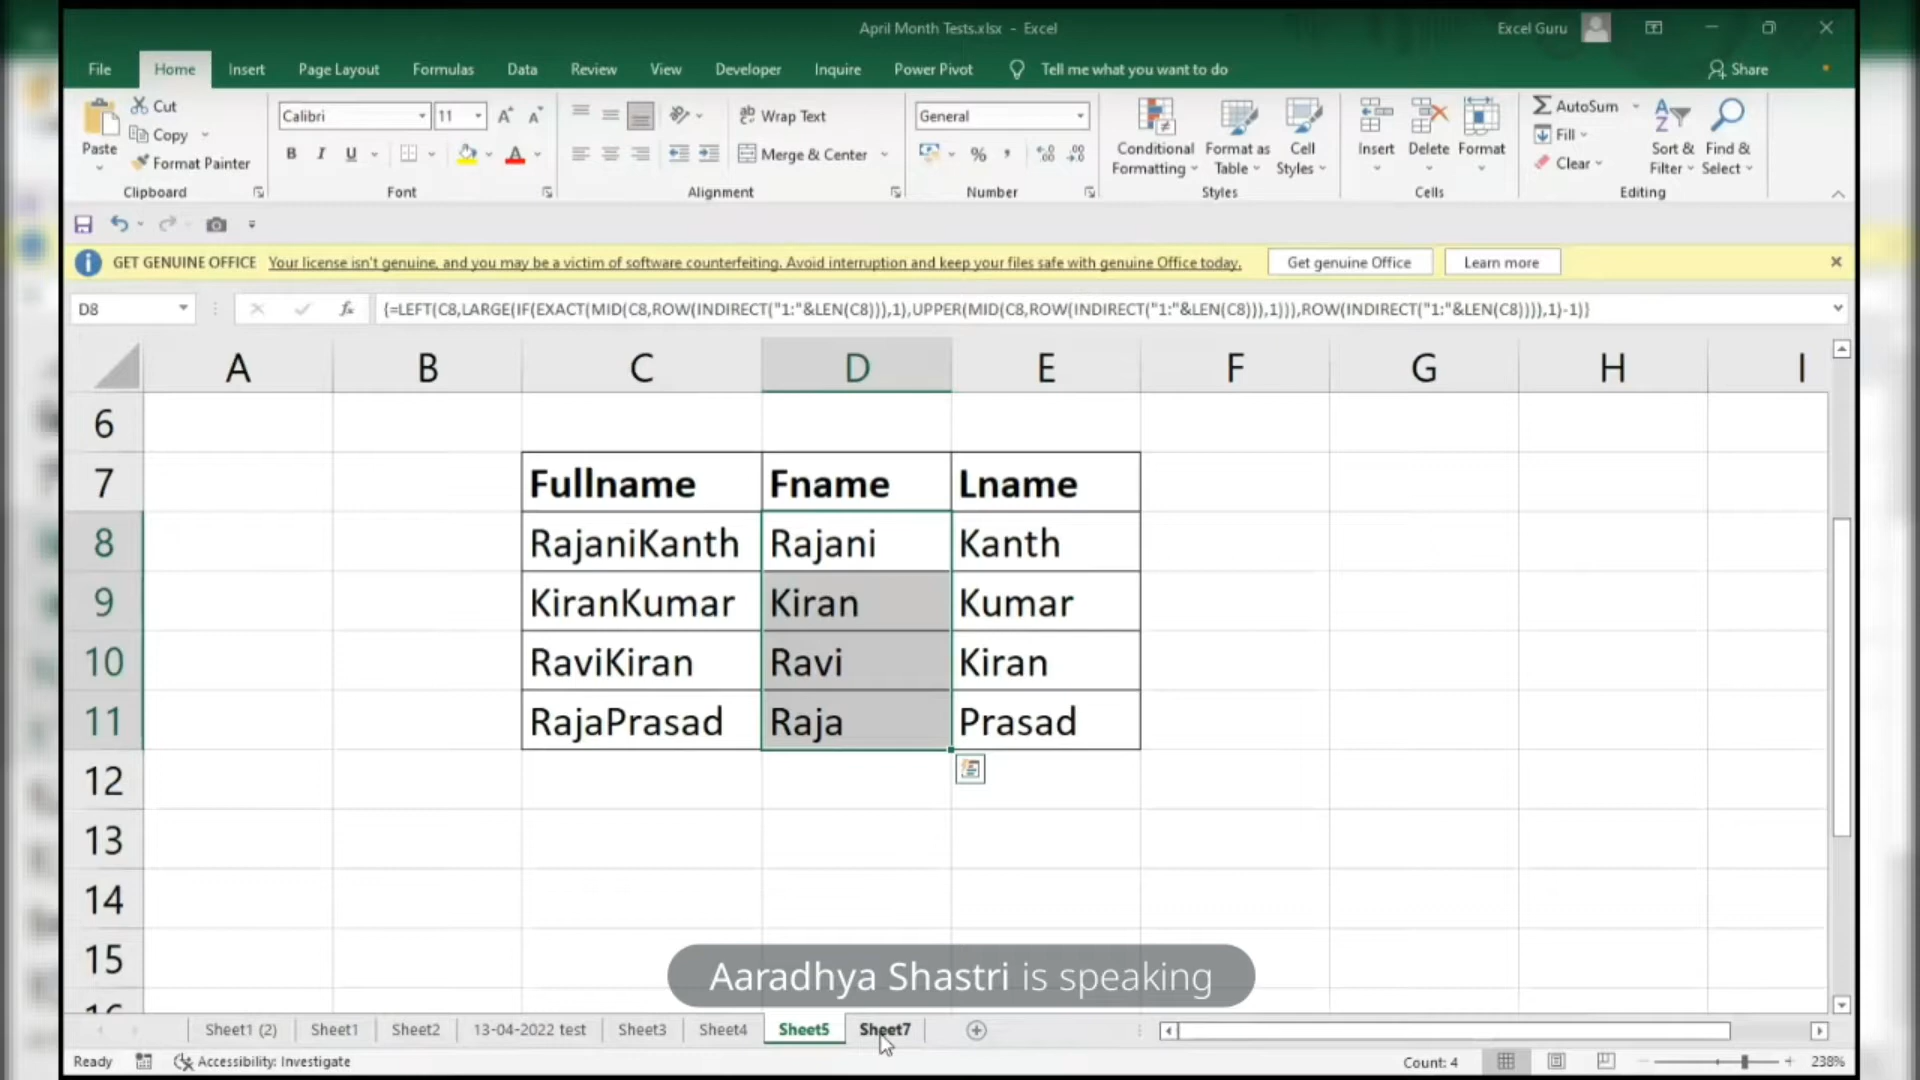 April Month Tests.xlsx - Excel
Excel Guru
File Home Insert Page Layout Formulas Data Review View Developer Inquire Power Pivot Tell me what you want to do Share
Paste
Cut
Copy
Format Painter
Clipboard
Calibri 11
B I U
Font
Wrap Text
Merge & Center
Alignment
General
Number
Conditional Formatting
Format as Table
Cell Styles
Styles
Insert Delete Format
Cells
AutoSum
Fill
Clear
Sort & Filter
Find & Select
Editing
GET GENUINE OFFICE Your license isn't genuine, and you may be a victim of software counterfeiting. Avoid interruption and keep your files safe with genuine Office today. Get genuine Office Learn more
D8 fx {=LEFT(C8,LARGE(IF(EXACT(MID(C8,ROW(INDIRECT("1:"&LEN(C8))),1),UPPER(MID(C8,ROW(INDIRECT("1:"&LEN(C8))),1))),ROW(INDIRECT("1:"&LEN(C8)))),1)-1)}
A B C D E F G H I
6
7 Fullname Fname Lname
8 RajaniKanth Rajani Kanth
9 KiranKumar Kiran Kumar
10 RaviKiran Ravi Kiran
11 RajaPrasad Raja Prasad
12
13
14
15
Aaradhya Shastri is speaking
Sheet1 (2) Sheet1 Sheet2 13-04-2022 test Sheet3 Sheet4 Sheet5 Sheet7
Ready Accessibility: Investigate Count: 4 238%